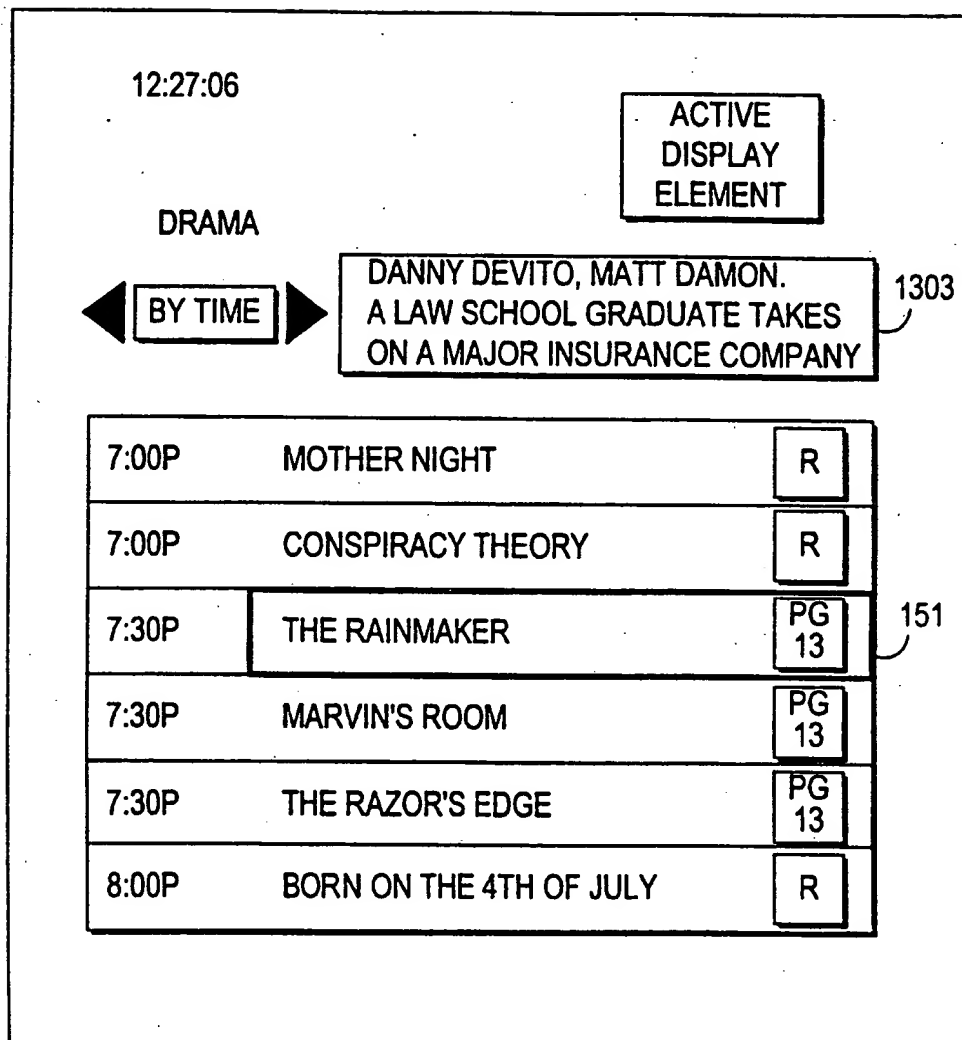 12:27:06
ACTIVE
DISPLAY
ELEMENT
DRAMA
BY TIME
DANNY DEVITO, MATT DAMON.
A LAW SCHOOL GRADUATE TAKES
ON A MAJOR INSURANCE COMPANY
1303
7:00P MOTHER NIGHT R
7:00P CONSPIRACY THEORY R
7:30P THE RAINMAKER PG 13
151
7:30P MARVIN'S ROOM PG 13
7:30P THE RAZOR'S EDGE PG 13
8:00P BORN ON THE 4TH OF JULY R